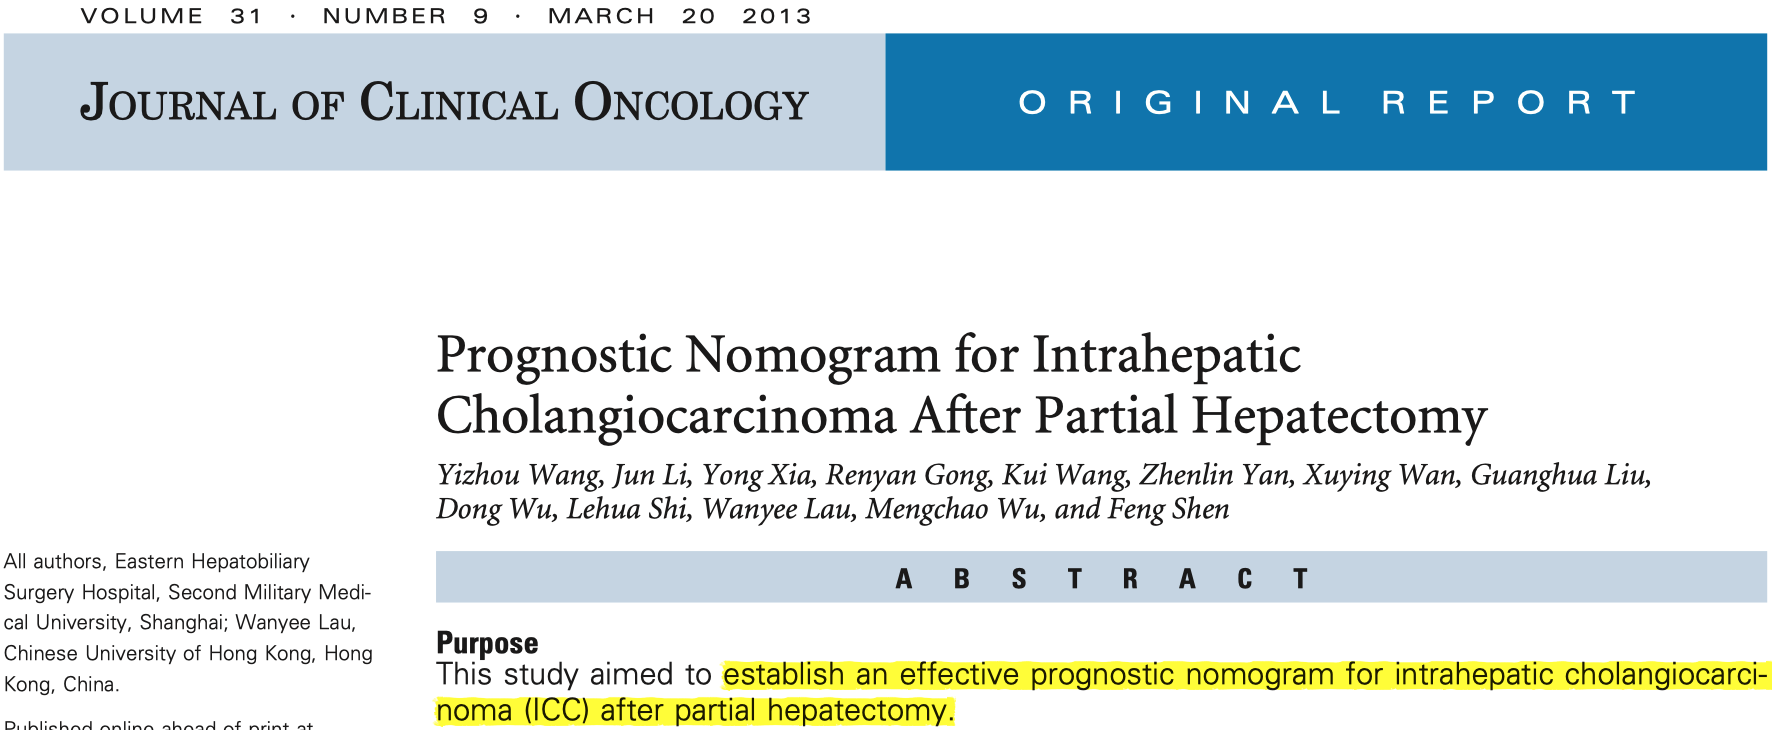 VOLUME 31 · NUMBER 9 · MARCH 20 2013
JOURNAL OF CLINICAL ONCOLOGY
ORIGINAL REPORT
Prognostic Nomogram for Intrahepatic
Cholangiocarcinoma After Partial Hepatectomy
Yizhou Wang, Jun Li, Yong Xia, Renyan Gong, Kui Wang, Zhenlin Yan, Xuying Wan, Guanghua Liu,
Dong Wu, Lehua Shi, Wanyee Lau, Mengchao Wu, and Feng Shen
All authors, Eastern Hepatobiliary
Surgery Hospital, Second Military Medi-
cal University, Shanghai; Wanyee Lau,
Chinese University of Hong Kong, Hong
Kong, China.
Published online ahead of print at
ABSTRACT
Purpose
This study aimed to establish an effective prognostic nomogram for intrahepatic cholangiocarci-
noma (ICC) after partial hepatectomy.